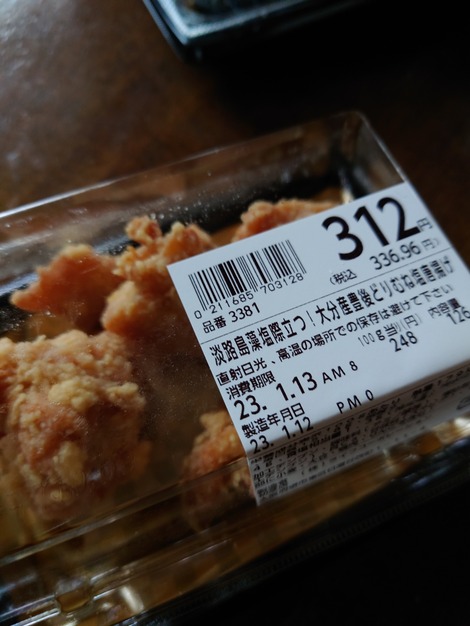 312円
(税込 336.96 円)
0 211685 703128
品番 3381
淡路島藻塩際立つ!大分産豊後どりむね塩唐揚げ
直射日光、高温の場所での保存は避けて下さい
消費期限 100g当り(円) 内容量
23. 1.13 AM 8 248 126
製造年月日
23. 1.12 PM 0